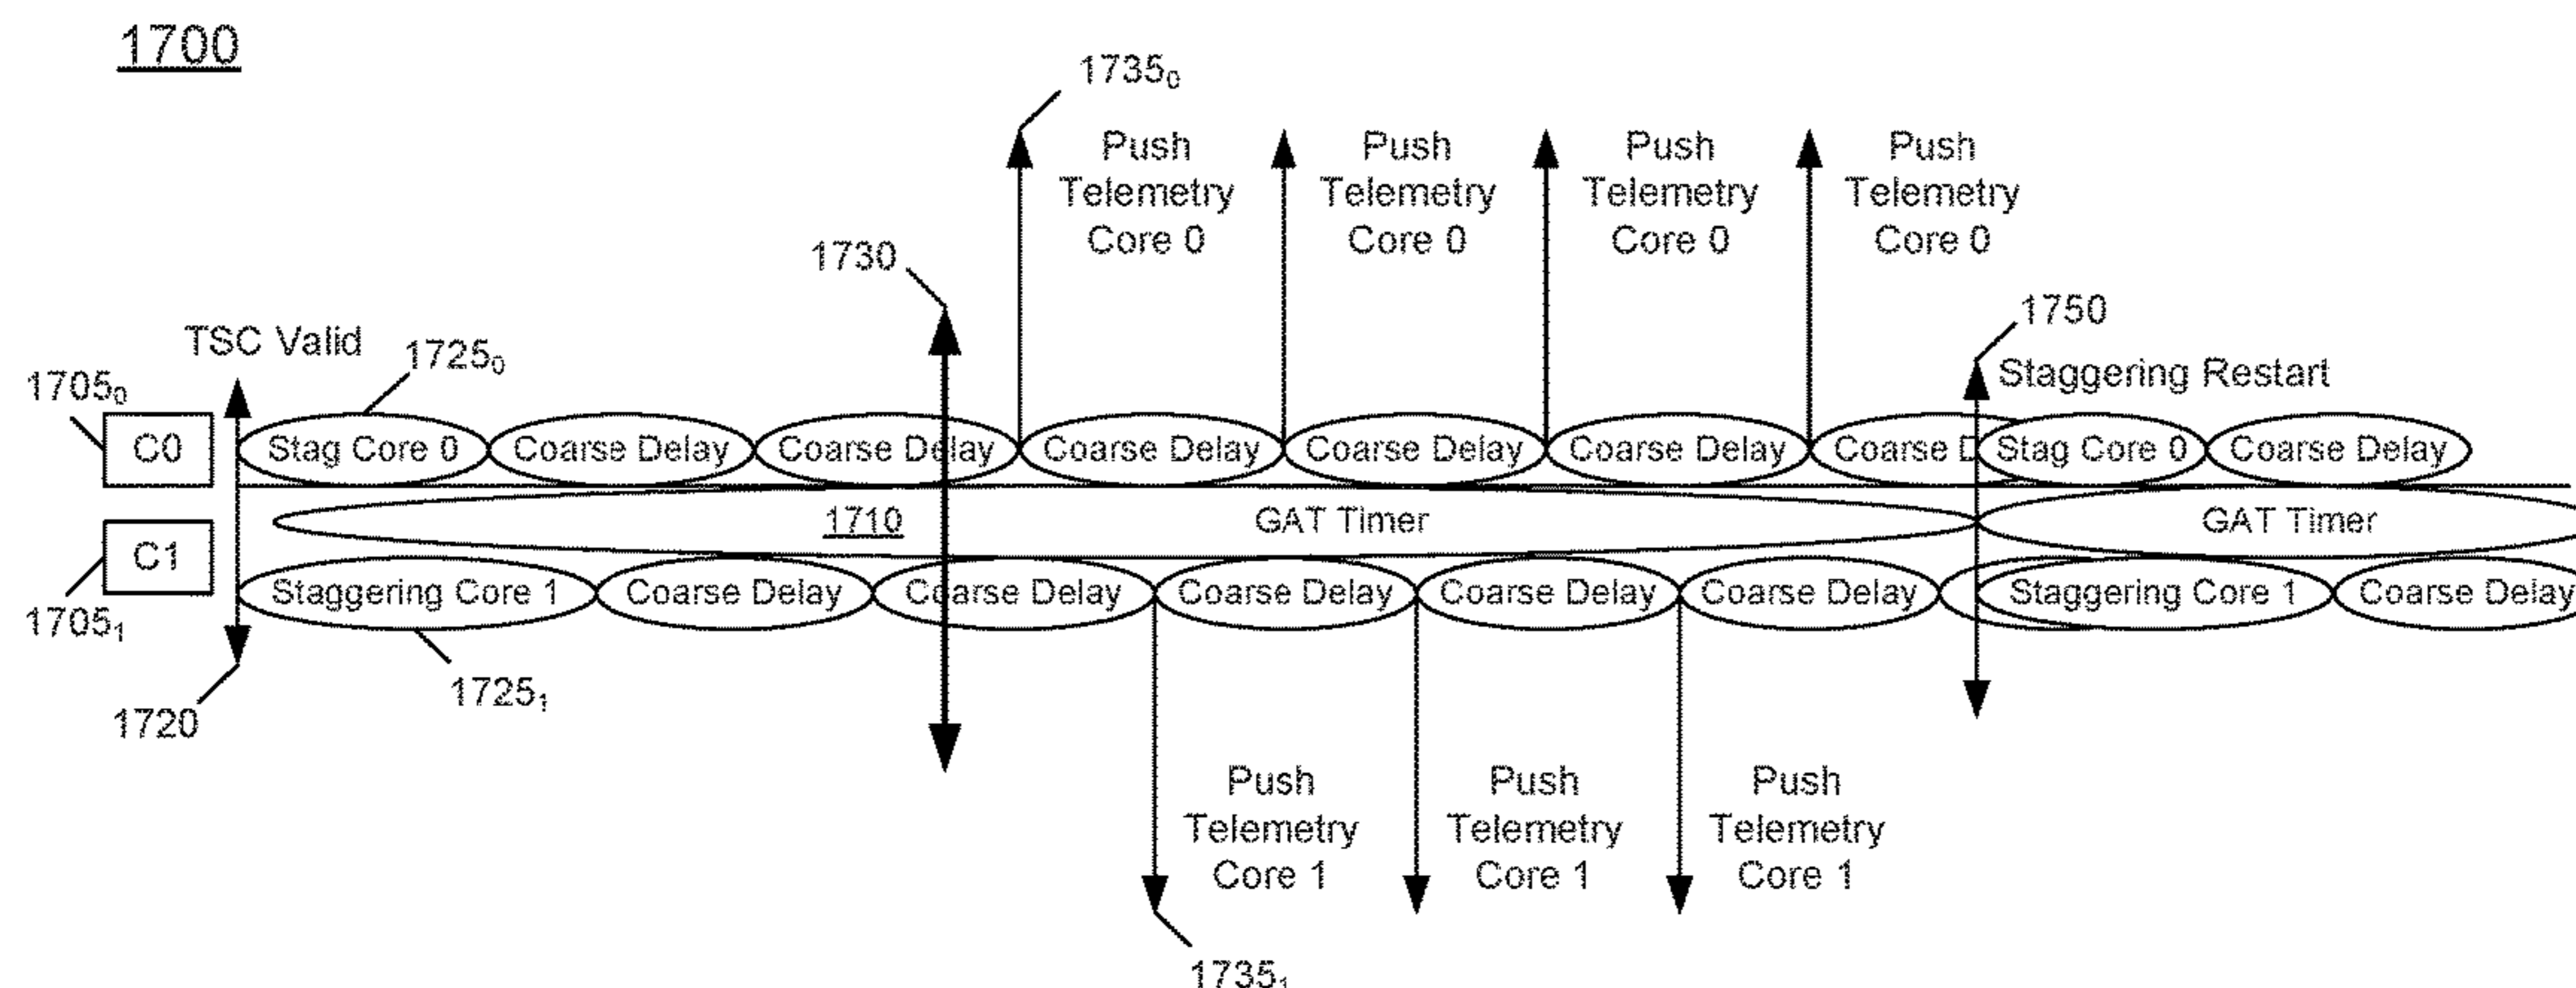 1700
1735₀
Push Push Push Push
Telemetry Telemetry Telemetry Telemetry
Core 0 Core 0 Core 0 Core 0
1730
1750
TSC Valid 1725₀ Staggering Restart
1705₀
C0 Stag Core 0 Coarse Delay Coarse Delay Coarse Delay Coarse Delay Coarse Delay Coarse D Stag Core 0 Coarse Delay
1710 GAT Timer GAT Timer
C1
Staggering Core 1 Coarse Delay Coarse Delay Coarse Delay Coarse Delay Coarse Delay Staggering Core 1 Coarse Delay
1705₁
1725₁
1720
Push Push Push
Telemetry Telemetry Telemetry
Core 1 Core 1 Core 1
1735₁